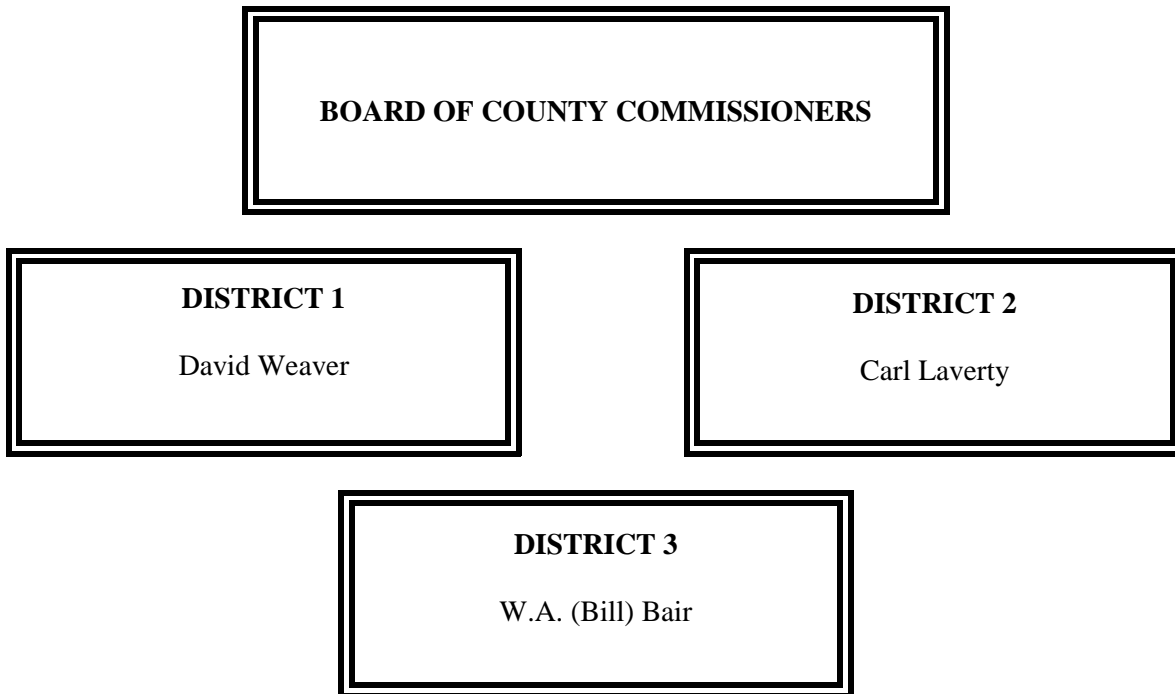 BOARD OF COUNTY COMMISSIONERS
DISTRICT 1
David Weaver
DISTRICT 2
Carl Laverty
DISTRICT 3
W.A. (Bill) Bair